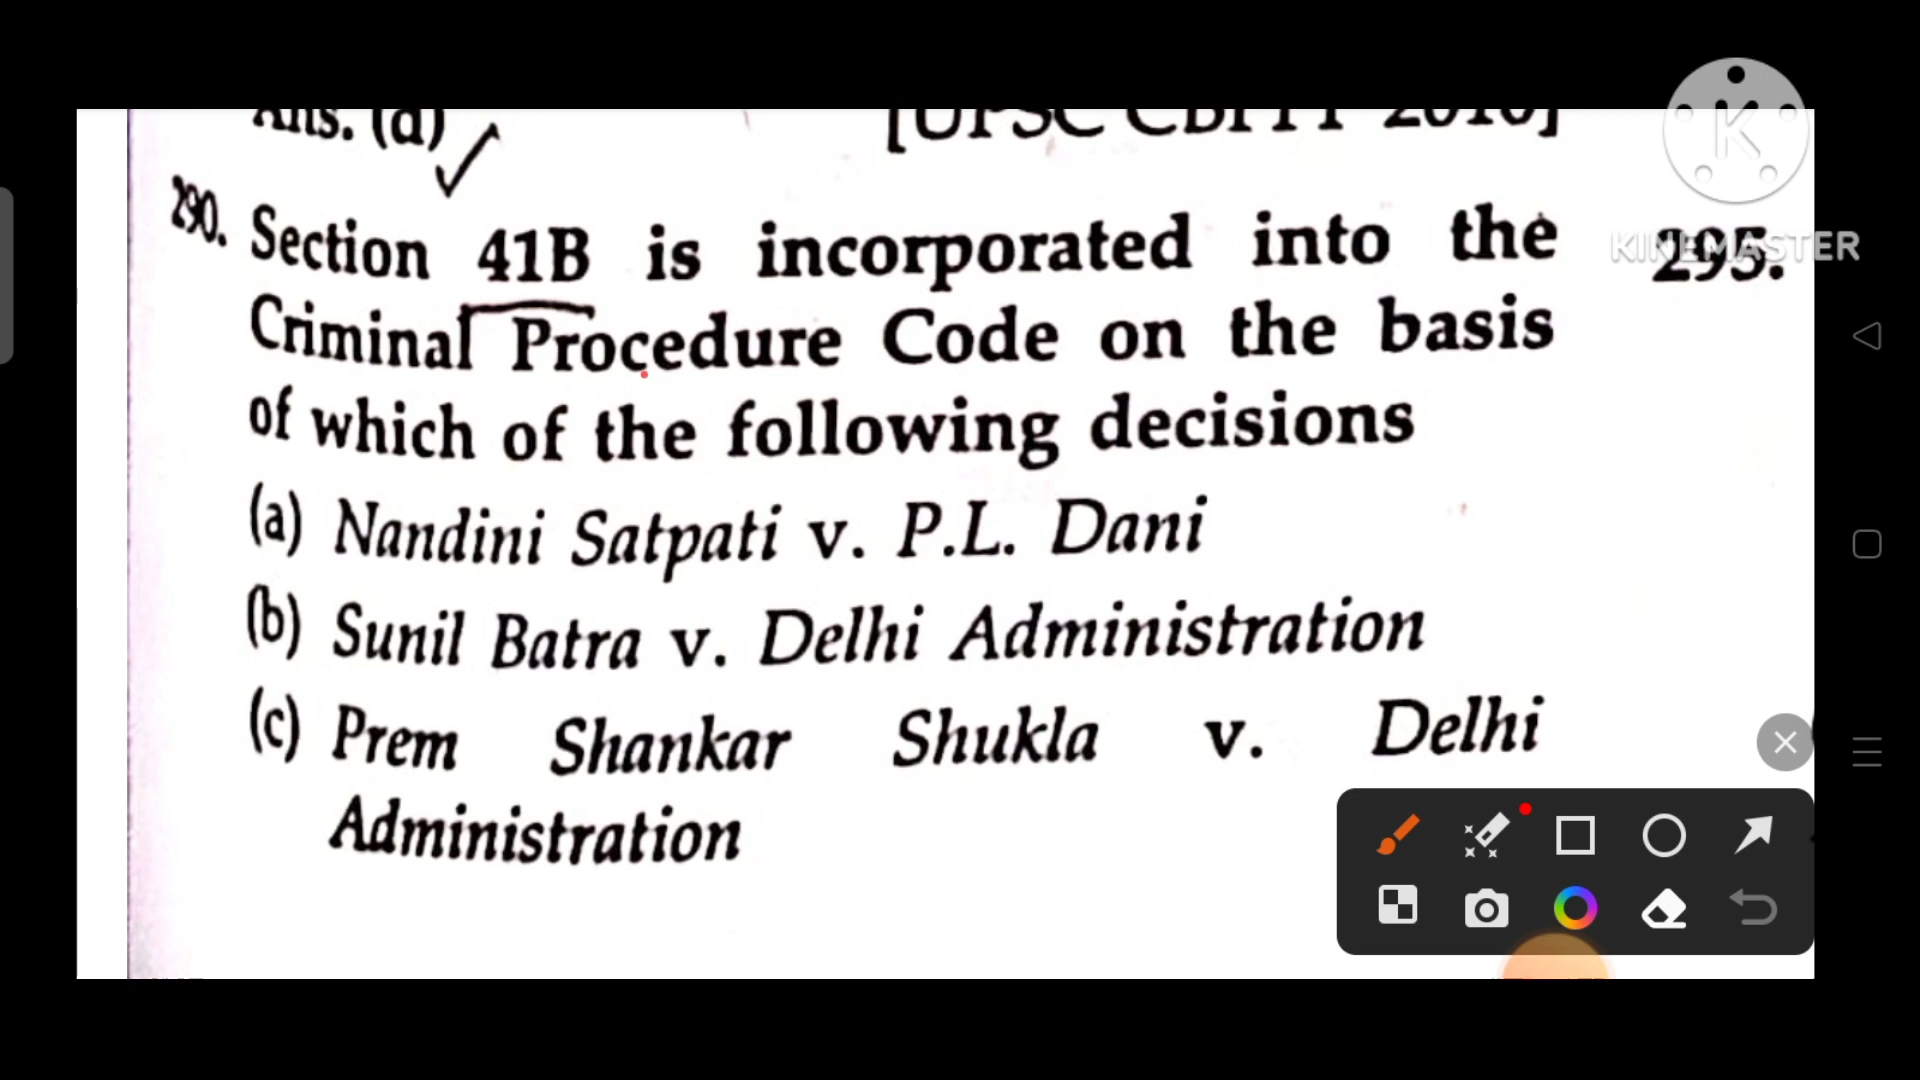 Ans. (d)
290. Section 41B is incorporated into the
Criminal Procedure Code on the basis
of which of the following decisions
(a) Nandini Satpati v. P.L. Dani
(b) Sunil Batra v. Delhi Administration
(c) Prem Shankar Shukla v. Delhi
Administration
295.
K
KINEMASTER